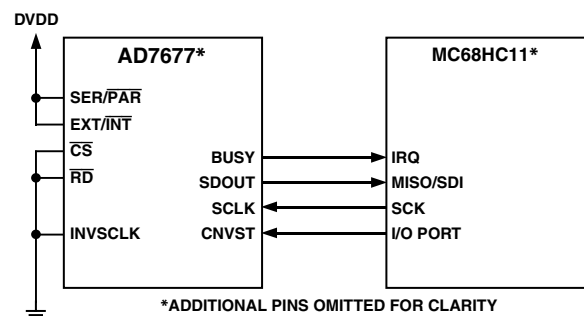 DVDD
AD7677*
MC68HC11*
SER/PAR
EXT/INT
CS
RD
INVSCLK
BUSY
SDOUT
SCLK
CNVST
IRQ
MISO/SDI
SCK
I/O PORT
*ADDITIONAL PINS OMITTED FOR CLARITY